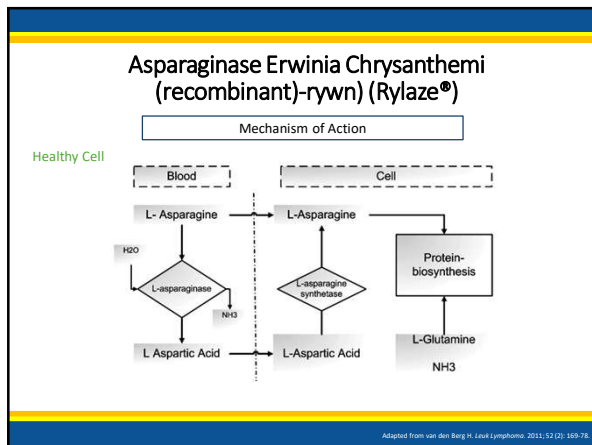 Asparaginase Erwinia Chrysanthemi
(recombinant)-rywn) (Rylaze®)
Mechanism of Action
Healthy Cell
Blood
Cell
L- Asparagine
L-Asparagine
H2O
L-asparaginase
NH3
L-asparagine
synthetase
Protein-
biosynthesis
L Aspartic Acid
L-Aspartic Acid
L-Glutamine
NH3
Adapted from van den Berg H. Leuk Lymphoma. 2011; 52 (2): 169-78.